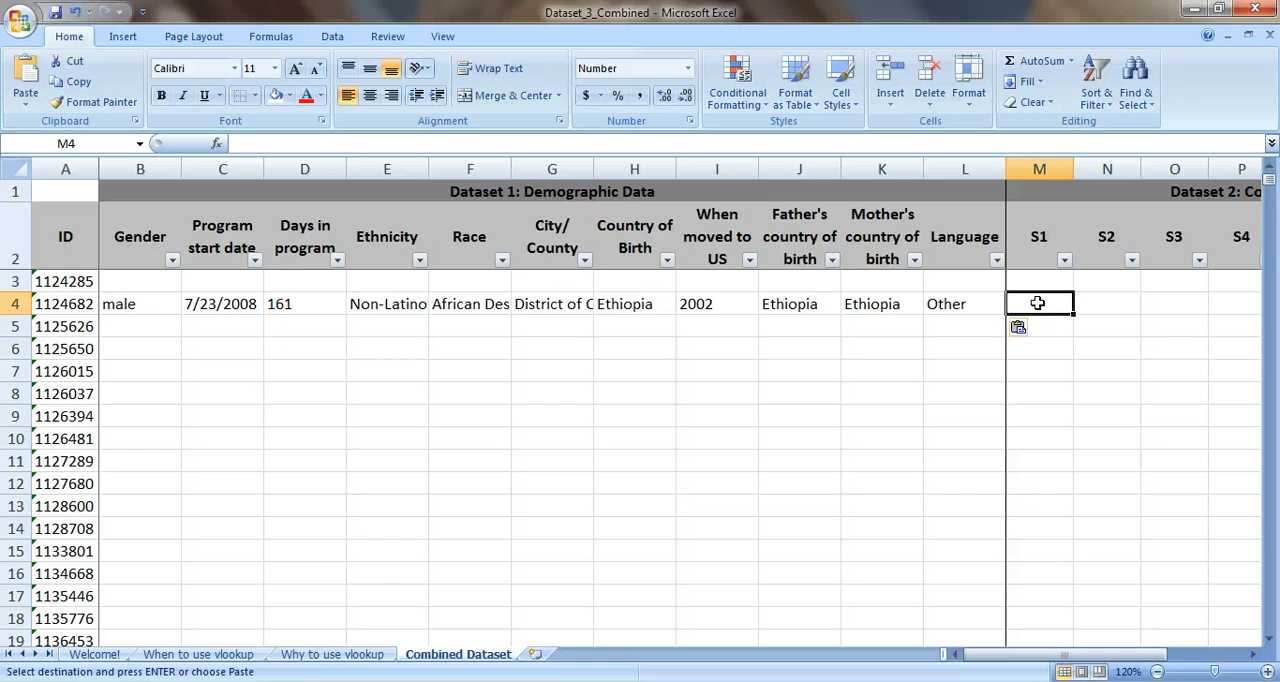 Dataset_3_Combined - Microsoft Excel
Home Insert Page Layout Formulas Data Review View
Paste Cut Copy Format Painter Clipboard
Calibri 11 A A B I U A Font
Wrap Text Merge & Center Alignment
Number $ % , Number
Conditional Formatting Format as Table Cell Styles Styles
Insert Delete Format Cells
Σ AutoSum Fill Clear Sort & Filter Find & Select Editing
M4 fx
A B C D E F G H I J K L M N O P
1 Dataset 1: Demographic Data Dataset 2: Co
2 ID Gender Program start date Days in program Ethnicity Race City/ County Country of Birth When moved to US Father's country of birth Mother's country of birth Language S1 S2 S3 S4
3 1124285
4 1124682 male 7/23/2008 161 Non-Latino African Des District of C Ethiopia 2002 Ethiopia Ethiopia Other
5 1125626
6 1125650
7 1126015
8 1126037
9 1126394
10 1126481
11 1127289
12 1127680
13 1128600
14 1128708
15 1133801
16 1134668
17 1135446
18 1135776
19 1136453
Welcome! When to use vlookup Why to use vlookup Combined Dataset
Select destination and press ENTER or choose Paste 120%